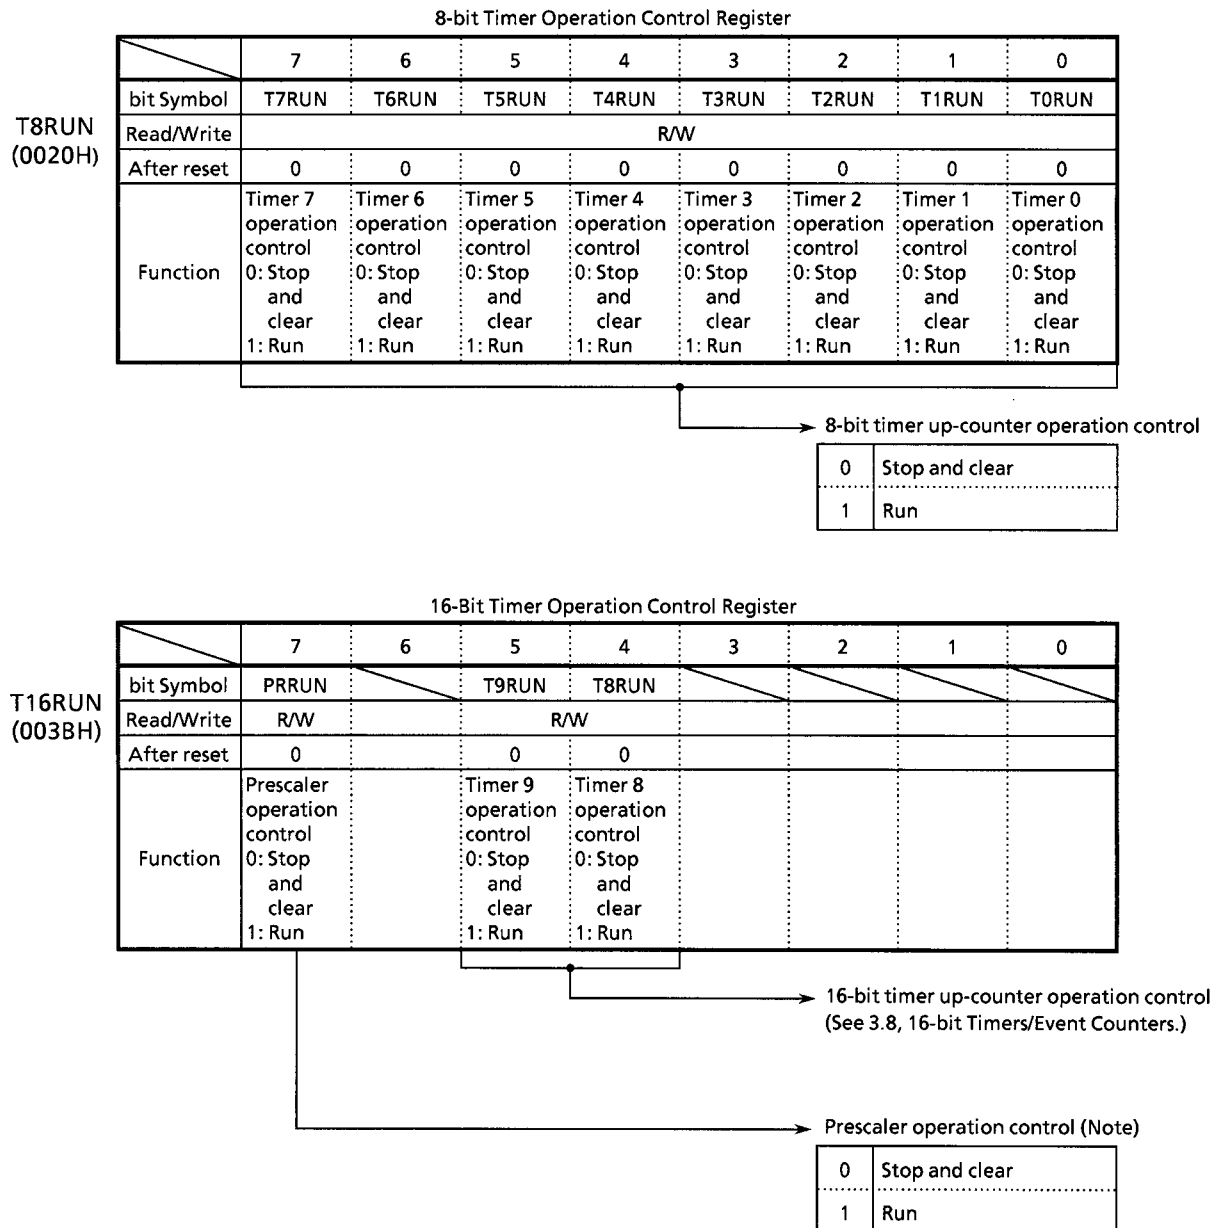 8-bit Timer Operation Control Register
7 6 5 4 3 2 1 0
bit Symbol T7RUN T6RUN T5RUN T4RUN T3RUN T2RUN T1RUN T0RUN
T8RUN
(0020H)
Read/Write R/W
After reset 0 0 0 0 0 0 0 0
Function
Timer 7 Timer 6 Timer 5 Timer 4 Timer 3 Timer 2 Timer 1 Timer 0
operation operation operation operation operation operation operation operation
control control control control control control control control
0: Stop 0: Stop 0: Stop 0: Stop 0: Stop 0: Stop 0: Stop 0: Stop
and and and and and and and and
clear clear clear clear clear clear clear clear
1: Run 1: Run 1: Run 1: Run 1: Run 1: Run 1: Run 1: Run
8-bit timer up-counter operation control
0 Stop and clear
1 Run
16-Bit Timer Operation Control Register
7 6 5 4 3 2 1 0
bit Symbol PRRUN T9RUN T8RUN
T16RUN
(003BH)
Read/Write R/W R/W
After reset 0 0 0
Function
Prescaler Timer 9 Timer 8
operation operation operation
control control control
0: Stop 0: Stop 0: Stop
and and and
clear clear clear
1: Run 1: Run 1: Run
16-bit timer up-counter operation control
(See 3.8, 16-bit Timers/Event Counters.)
Prescaler operation control (Note)
0 Stop and clear
1 Run